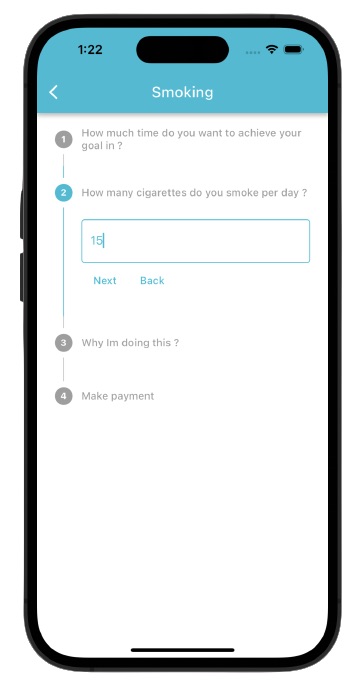 1:22
Smoking
1 How much time do you want to achieve your
goal in ?
2 How many cigarettes do you smoke per day ?
15
Next Back
3 Why Im doing this ?
4 Make payment